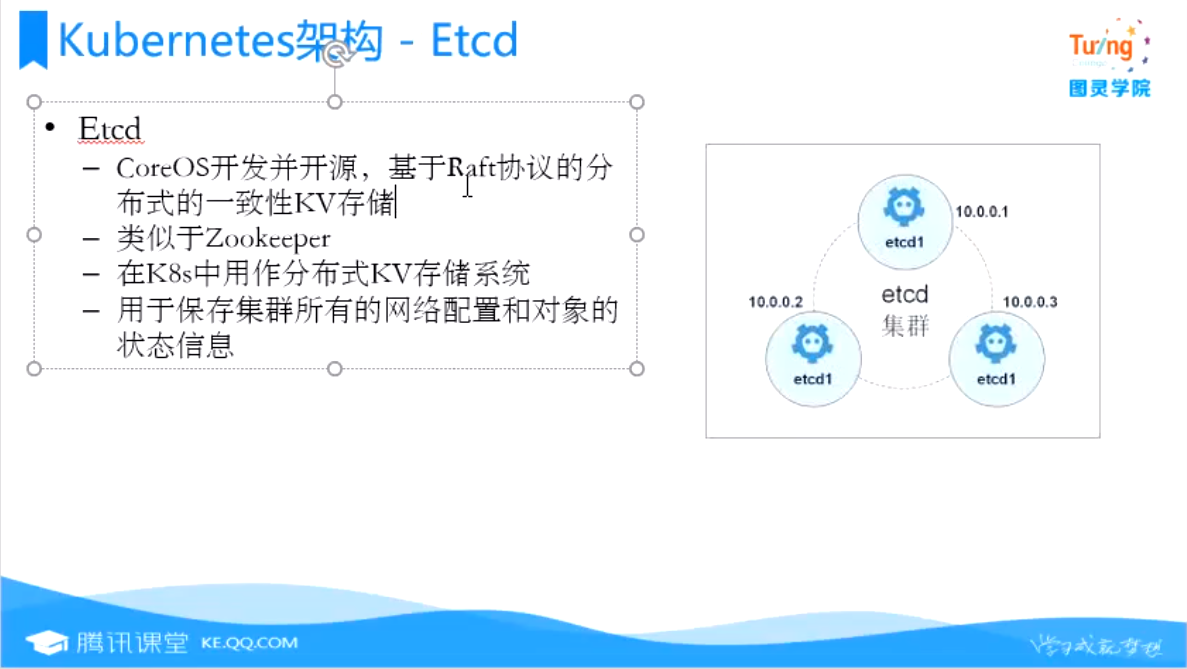 Kubernetes架构 - Etcd
Turing
图灵学院
• Etcd
– CoreOS开发并开源，基于Raft协议的分
布式的一致性KV存储
– 类似于Zookeeper
– 在K8s中用作分布式KV存储系统
– 用于保存集群所有的网络配置和对象的
状态信息
10.0.0.1
etcd1
etcd
集群
10.0.0.2
10.0.0.3
etcd1
etcd1
腾讯课堂 KE.QQ.COM
学习成就梦想